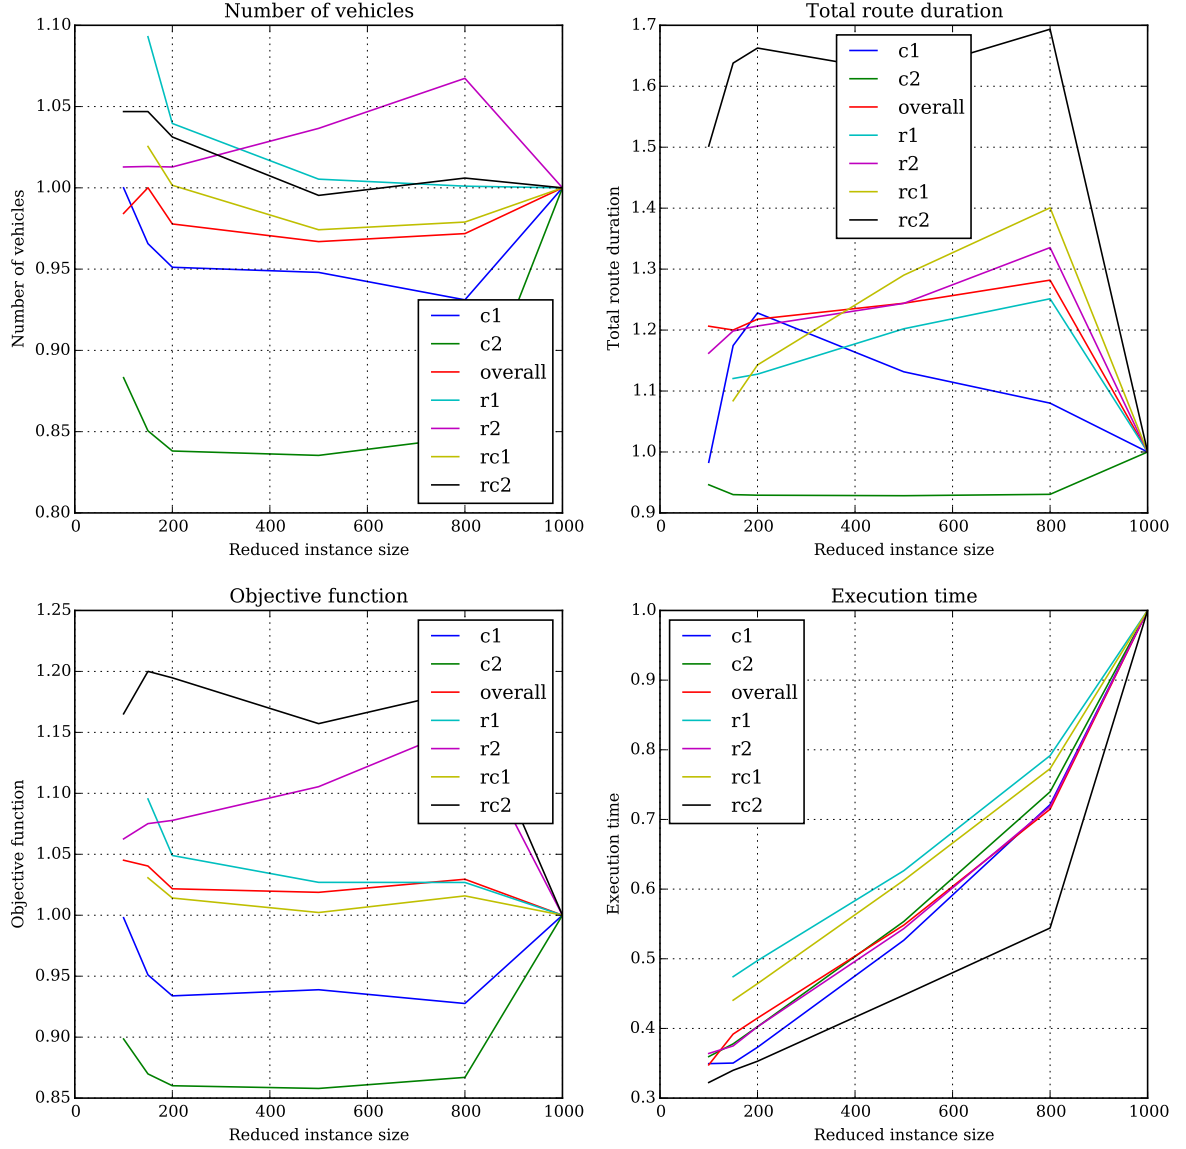 Number of vehicles
1.10
1.05
1.00
0.95
0.90
0.85
0.80
Number of vehicles
c1
c2
overall
r1
r2
rc1
rc2
0 200 400 600 800 1000
Reduced instance size
Total route duration
1.7
1.6
1.5
1.4
1.3
1.2
1.1
1.0
0.9
Total route duration
c1
c2
overall
r1
r2
rc1
rc2
0 200 400 600 800 1000
Reduced instance size
Objective function
1.25
1.20
1.15
1.10
1.05
1.00
0.95
0.90
0.85
Objective function
c1
c2
overall
r1
r2
rc1
rc2
0 200 400 600 800 1000
Reduced instance size
Execution time
1.0
0.9
0.8
0.7
0.6
0.5
0.4
0.3
Execution time
c1
c2
overall
r1
r2
rc1
rc2
0 200 400 600 800 1000
Reduced instance size